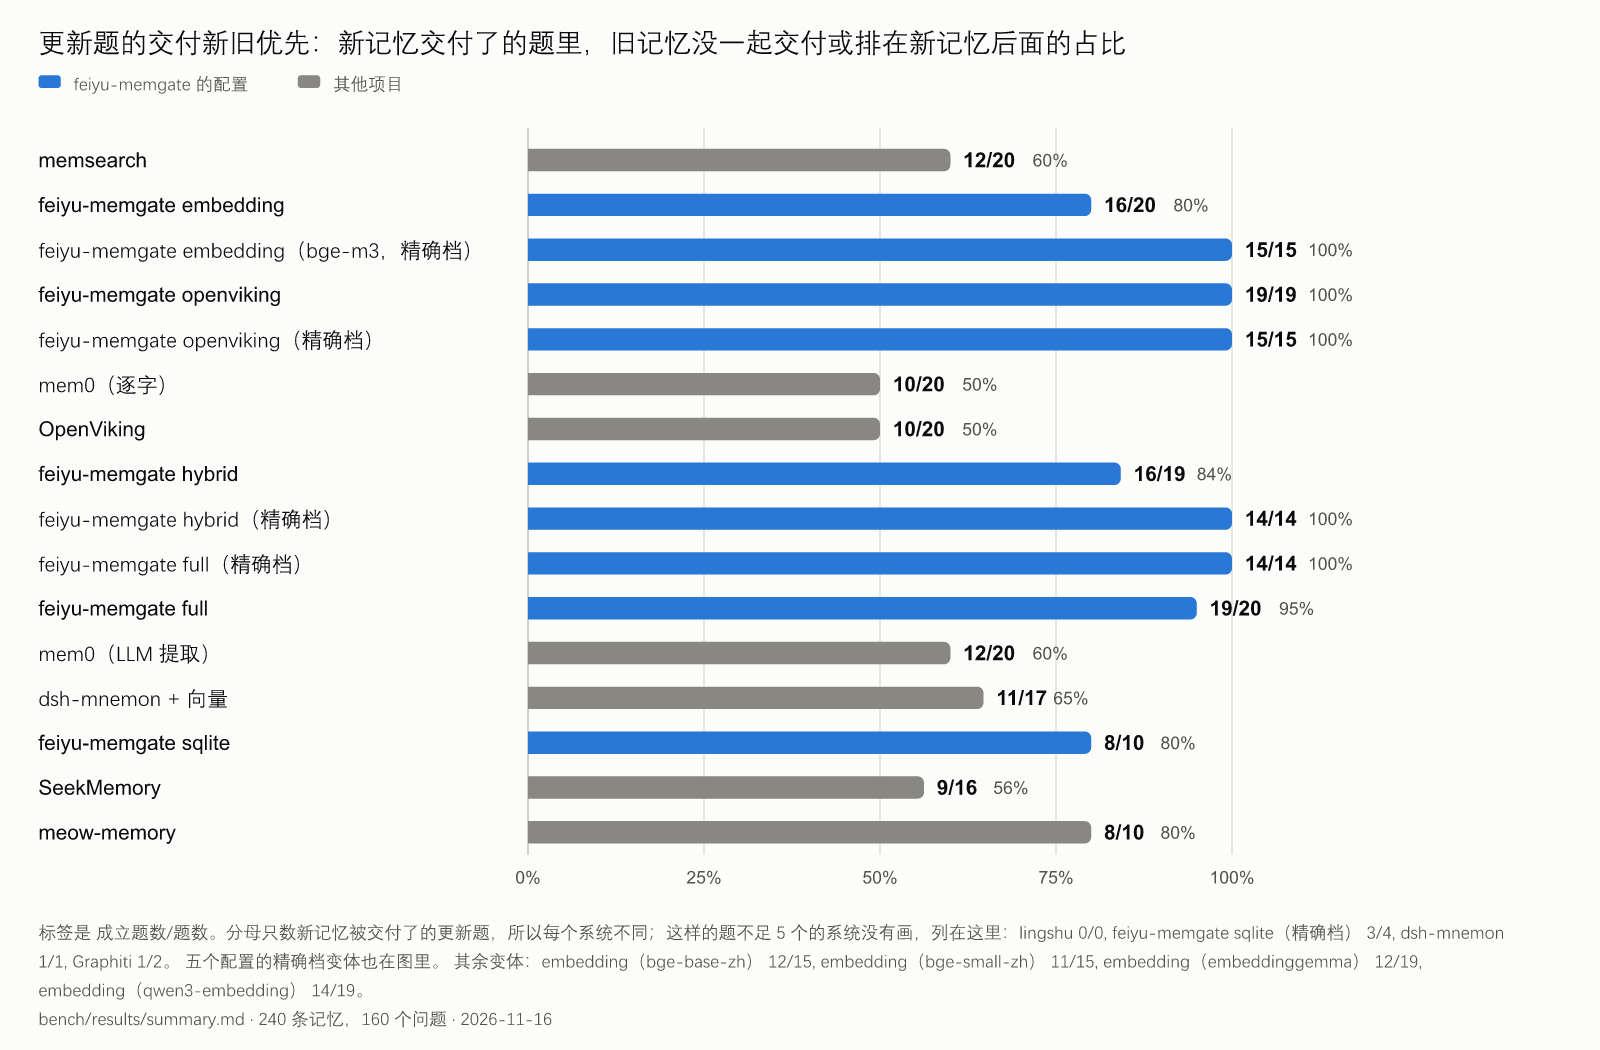 更新题的交付新旧优先：新记忆交付了的题里，旧记忆没一起交付或排在新记忆后面的占比
feiyu-memgate 的配置 其他项目
memsearch 12/20 60%
feiyu-memgate embedding 16/20 80%
feiyu-memgate embedding（bge-m3，精确档） 15/15 100%
feiyu-memgate openviking 19/19 100%
feiyu-memgate openviking（精确档） 15/15 100%
mem0（逐字） 10/20 50%
OpenViking 10/20 50%
feiyu-memgate hybrid 16/19 84%
feiyu-memgate hybrid（精确档） 14/14 100%
feiyu-memgate full（精确档） 14/14 100%
feiyu-memgate full 19/20 95%
mem0（LLM 提取） 12/20 60%
dsh-mnemon + 向量 11/17 65%
feiyu-memgate sqlite 8/10 80%
SeekMemory 9/16 56%
meow-memory 8/10 80%
0% 25% 50% 75% 100%
标签是 成立题数/题数。分母只数新记忆被交付了的更新题，所以每个系统不同；这样的题不足 5 个的系统没有画，列在这里：lingshu 0/0, feiyu-memgate sqlite（精确档） 3/4, dsh-mnemon
1/1, Graphiti 1/2。 五个配置的精确档变体也在图里。 其余变体：embedding（bge-base-zh） 12/15, embedding（bge-small-zh） 11/15, embedding（embeddinggemma） 12/19,
embedding（qwen3-embedding） 14/19。
bench/results/summary.md · 240 条记忆，160 个问题 · 2026-11-16